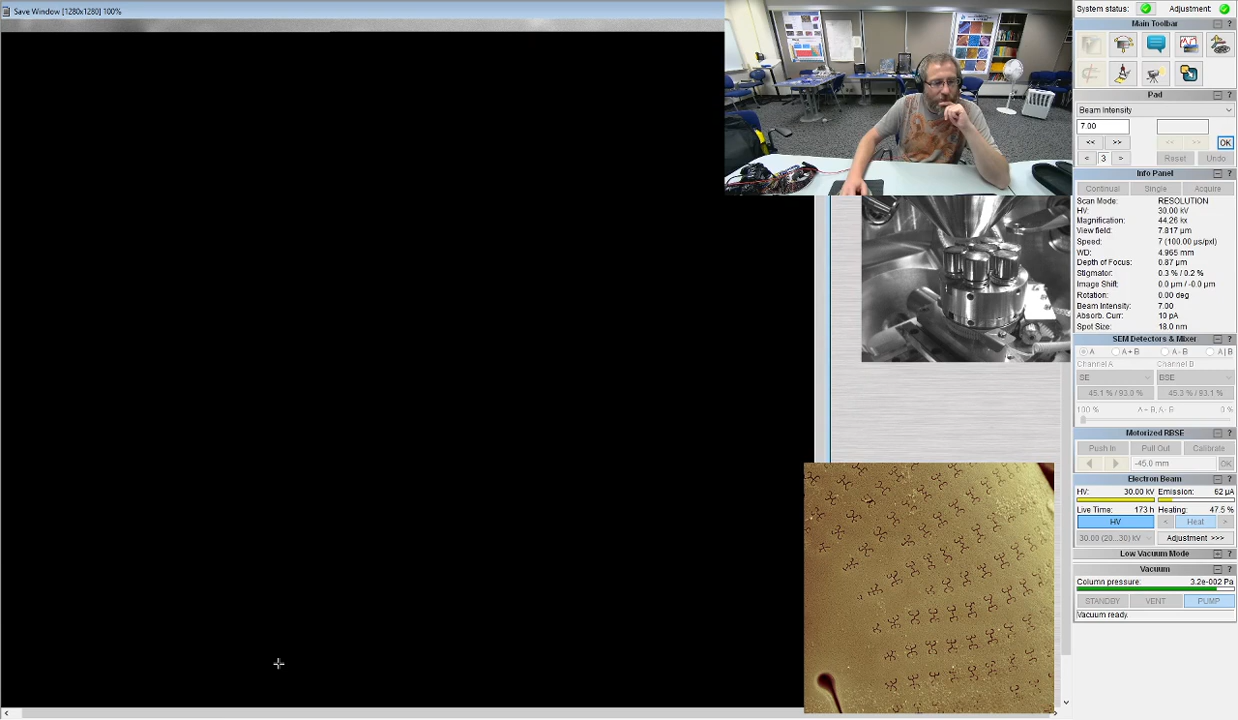 Save Window [1280x1280] 100%
System status: Adjustment:
Main Toolbar
Pad
Beam Intensity
7.00
<< >> << >> OK
< 3 > Reset Undo
Info Panel
Continual Single Acquire
Scan Mode: RESOLUTION
HV: 30.00 kV
Magnification: 44.26 kx
View field: 7.817 µm
Speed: 7 (100.00 µs/pxl)
WD: 4.965 mm
Depth of Focus: 0.87 µm
Stigmator: 0.3 % / 0.2 %
Image Shift: 0.0 µm / -0.0 µm
Rotation: 0.00 deg
Beam Intensity: 7.00
Absorb. Curr: 10 pA
Spot Size: 18.0 nm
SEM Detectors & Mixer
A A + B A - B A | B
Channel A Channel B
SE BSE
45.1 % / 93.0 % 45.3 % / 93.1 %
100 % A + B, A - B 0 %
Motorized RBSE
Push In Pull Out Calibrate
-45.0 mm OK
Electron Beam
HV: 30.00 kV Emission: 62 µA
Live Time: 173 h Heating: 47.5 %
HV < Heat >
30.00 (20...30) kV Adjustment >>>
Low Vacuum Mode
Vacuum
Column pressure: 3.2e-002 Pa
STANDBY VENT PUMP
Vacuum ready.